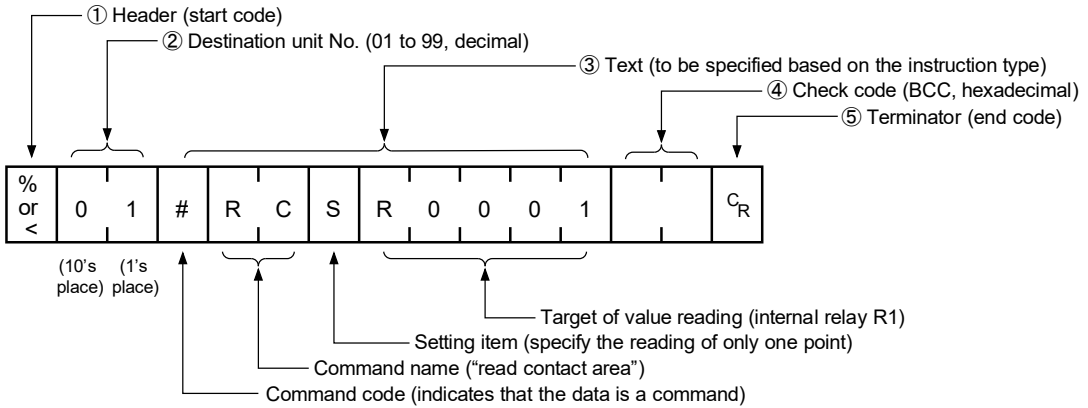 ① Header (start code)
② Destination unit No. (01 to 99, decimal)
③ Text (to be specified based on the instruction type)
④ Check code (BCC, hexadecimal)
⑤ Terminator (end code)
%
or
<
0 1 # R C S R 0 0 0 1 CR
(10's place) (1's place)
Target of value reading (internal relay R1)
Setting item (specify the reading of only one point)
Command name (“read contact area”)
Command code (indicates that the data is a command)